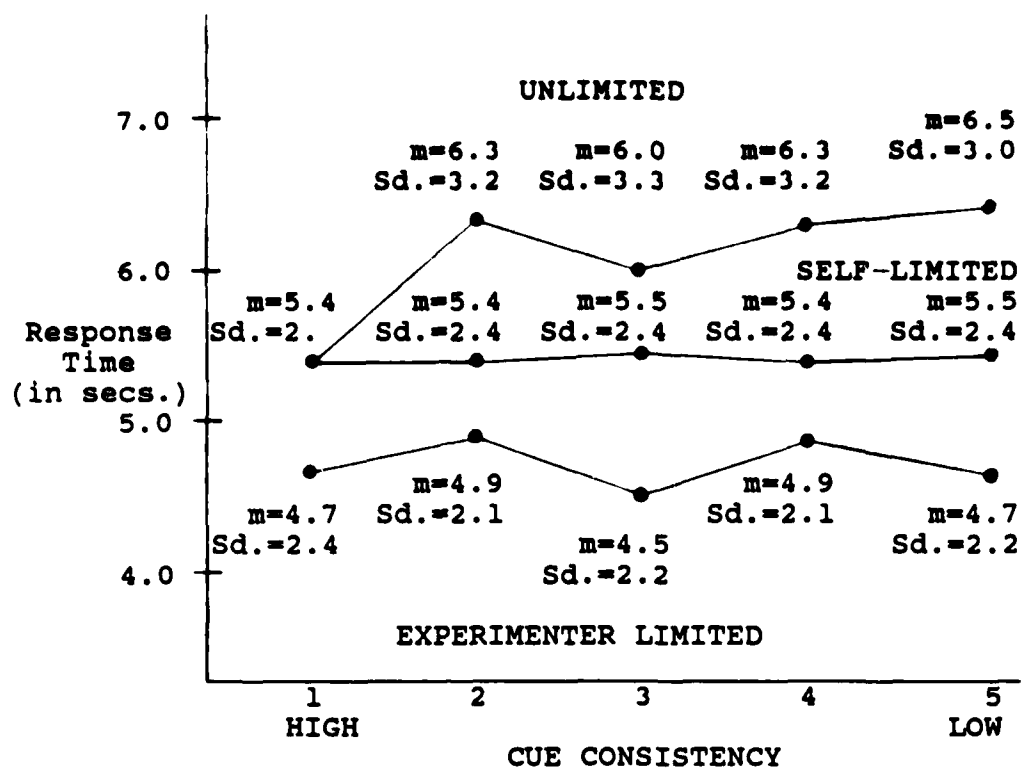 UNLIMITED
7.0
m=6.5
Sd.=3.0
m=6.3
Sd.=3.2
m=6.0
Sd.=3.3
m=6.3
Sd.=3.2
6.0
SELF-LIMITED
m=5.4
Sd.=2.
m=5.4
Sd.=2.4
m=5.5
Sd.=2.4
m=5.4
Sd.=2.4
m=5.5
Sd.=2.4
Response
Time
(in secs.)
5.0
m=4.7
Sd.=2.4
m=4.9
Sd.=2.1
m=4.5
Sd.=2.2
m=4.9
Sd.=2.1
m=4.7
Sd.=2.2
4.0
EXPERIMENTER LIMITED
1 2 3 4 5
HIGH LOW
CUE CONSISTENCY